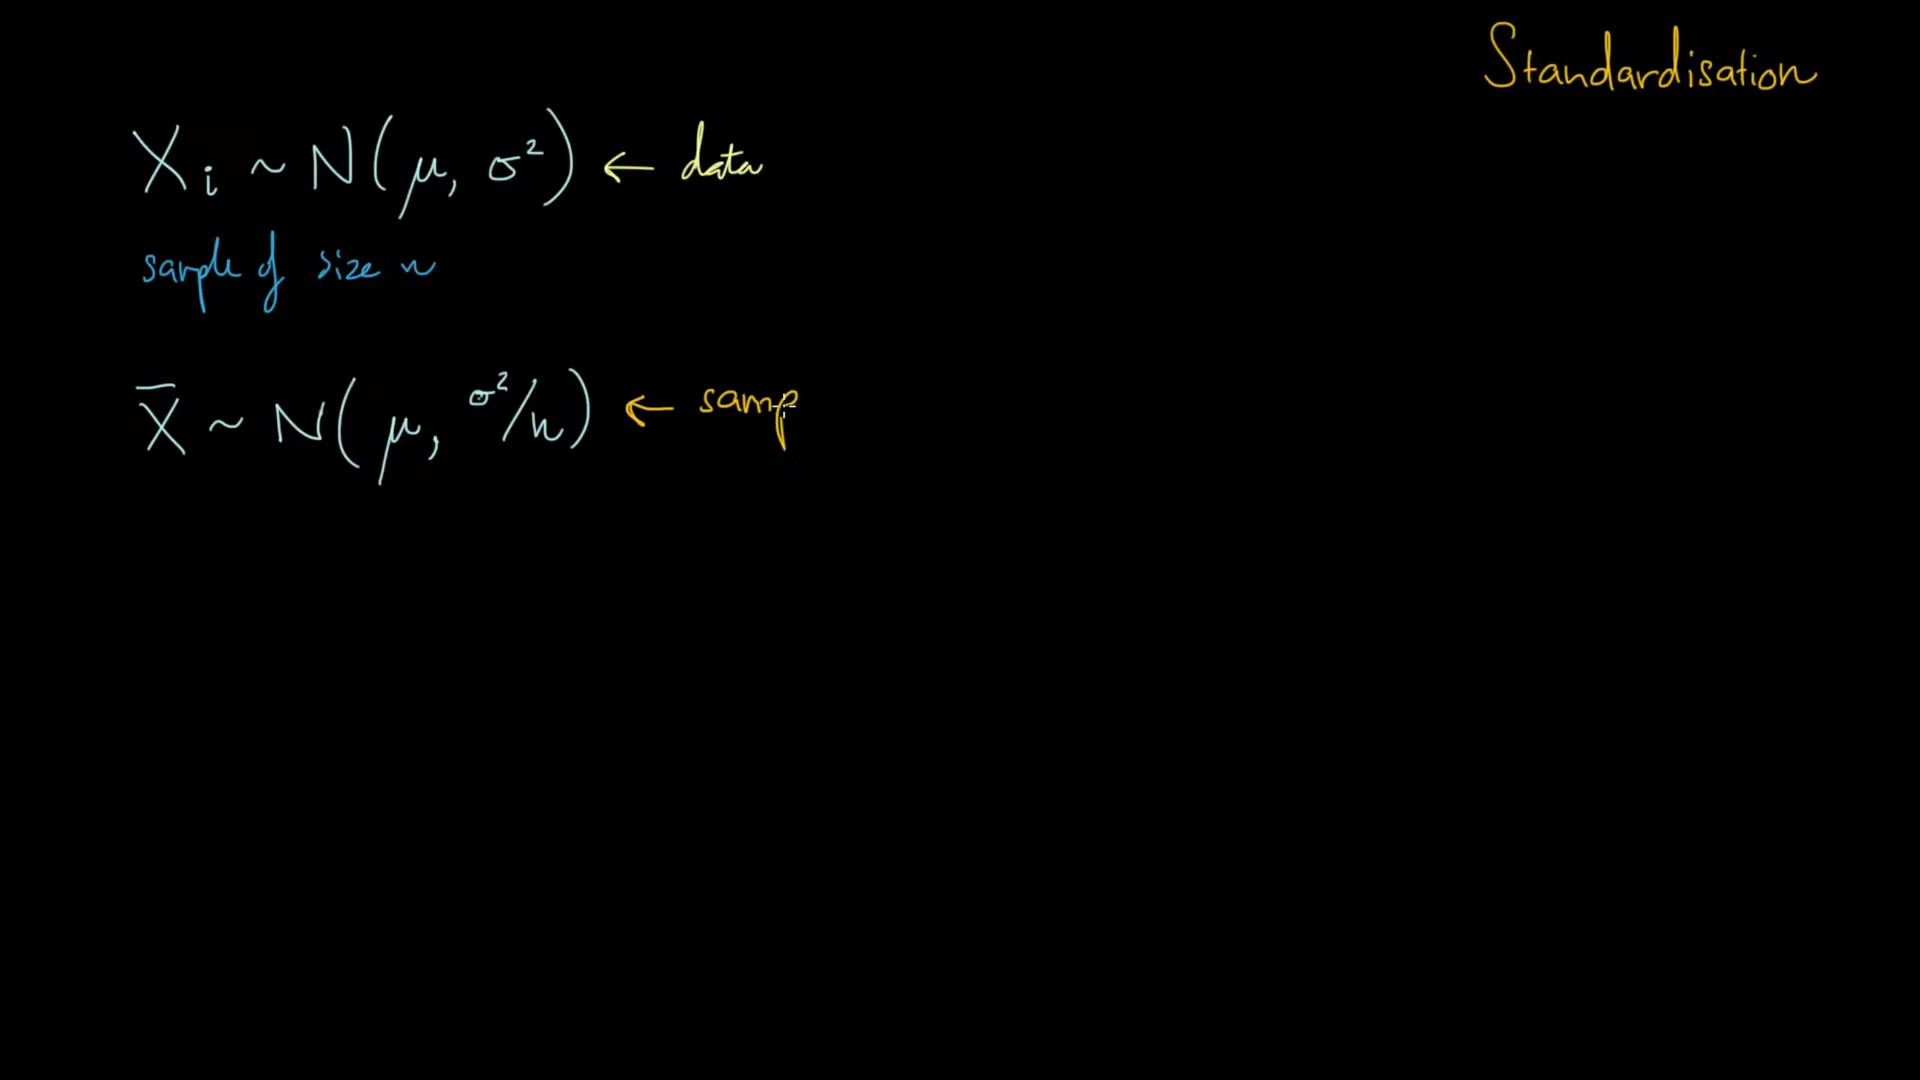 Standardisation
Xᵢ ~ N(μ, σ²) ← data
sample of size n
X̄ ~ N(μ, σ²/n) ← samp